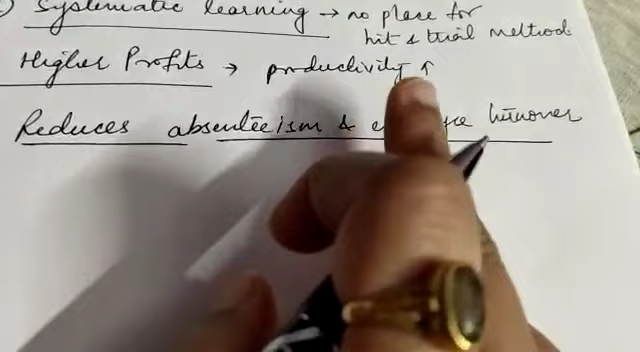 Systematic learning → no place for
hit & trial method
Higher Profits → productivity ↑
Reduces absenteeism & turnover